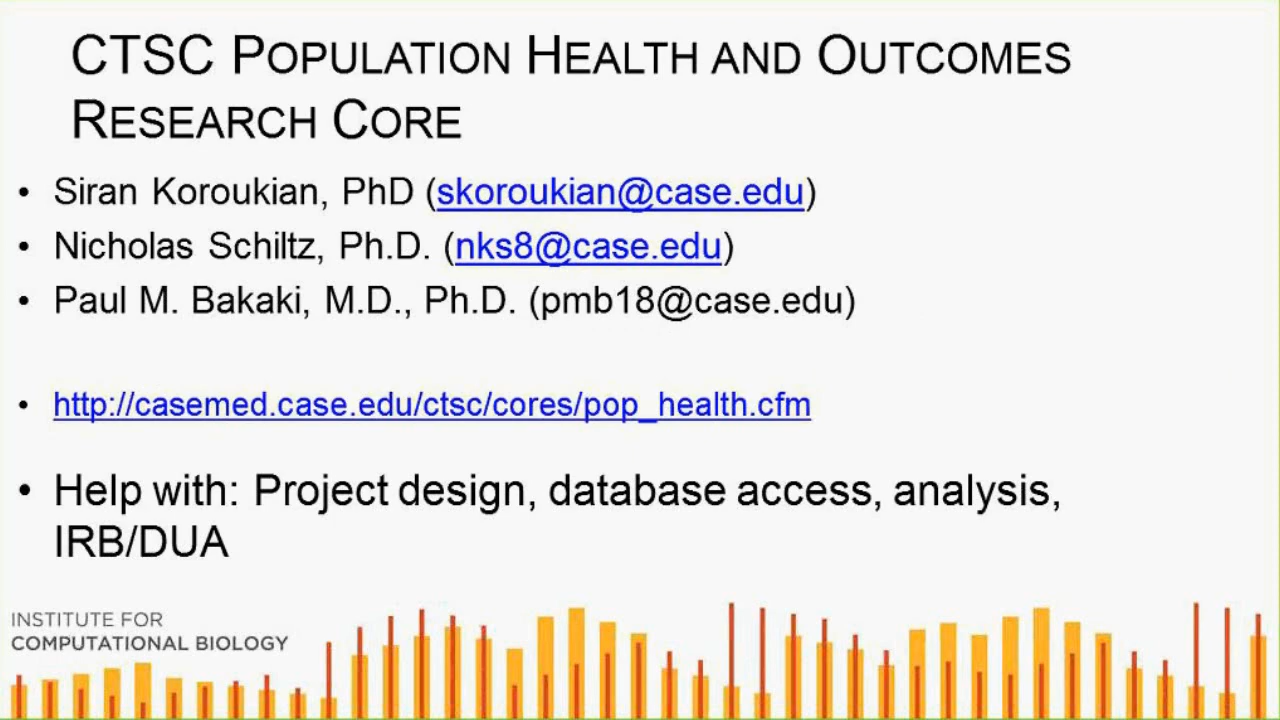 CTSC POPULATION HEALTH AND OUTCOMES
RESEARCH CORE
• Siran Koroukian, PhD (skoroukian@case.edu)
• Nicholas Schiltz, Ph.D. (nks8@case.edu)
• Paul M. Bakaki, M.D., Ph.D. (pmb18@case.edu)
• http://casemed.case.edu/ctsc/cores/pop_health.cfm
• Help with: Project design, database access, analysis,
IRB/DUA
INSTITUTE FOR
COMPUTATIONAL BIOLOGY